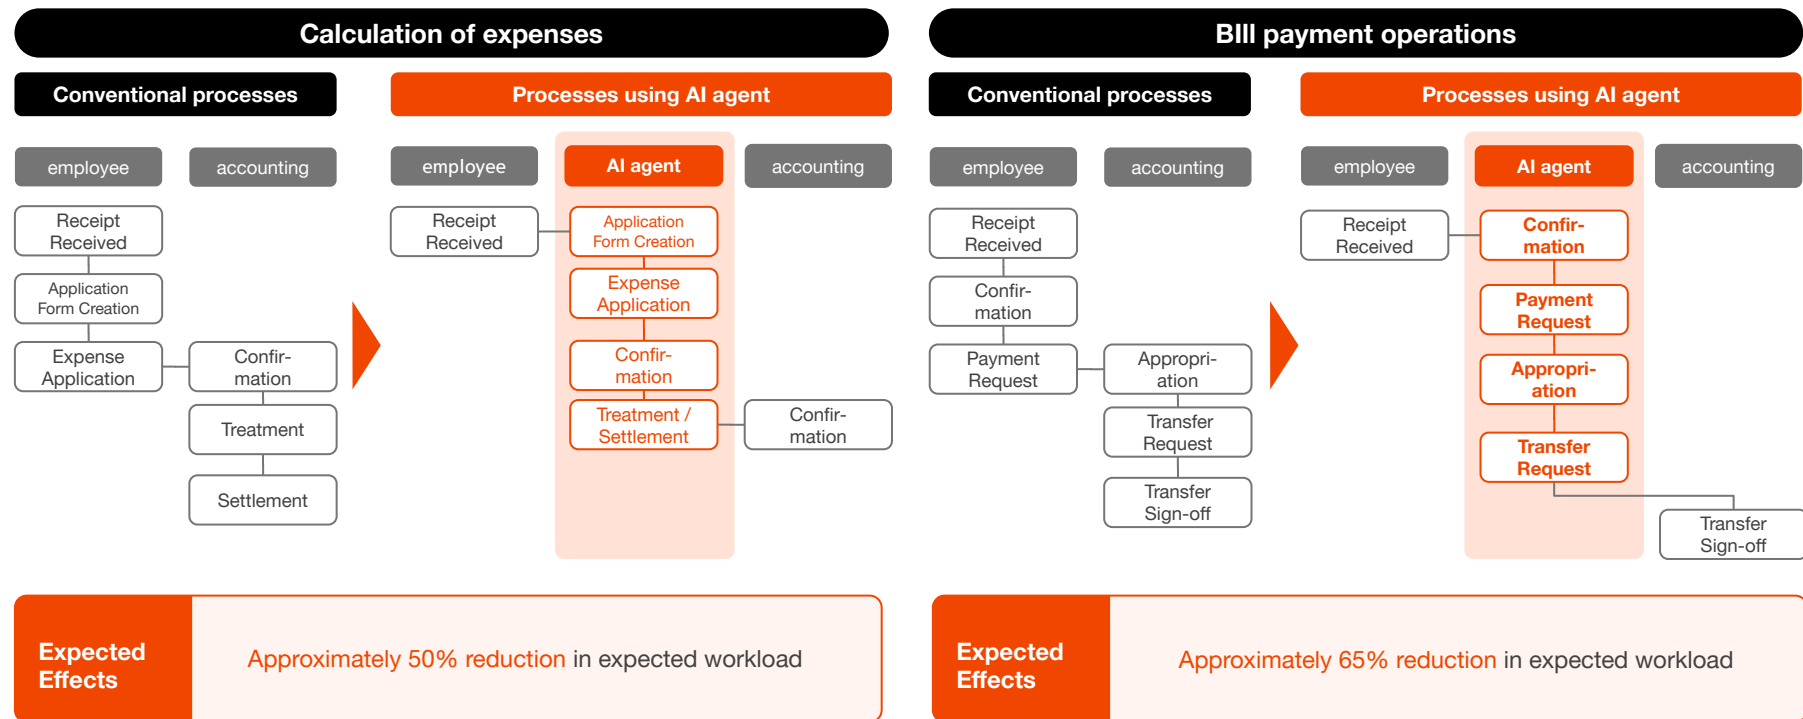 Calculation of expenses
Conventional processes
Processes using AI agent
employee
accounting
employee
AI agent
accounting
Receipt
Received
Application
Form Creation
Expense
Application
Confir-
mation
Treatment
Settlement
Receipt
Received
Application
Form Creation
Expense
Application
Confir-
mation
Treatment /
Settlement
Confir-
mation
Expected
Effects
Approximately 50% reduction in expected workload
BIll payment operations
Conventional processes
Processes using AI agent
employee
accounting
employee
AI agent
accounting
Receipt
Received
Confir-
mation
Payment
Request
Appropri-
ation
Transfer
Request
Transfer
Sign-off
Receipt
Received
Confir-
mation
Payment
Request
Appropri-
ation
Transfer
Request
Transfer
Sign-off
Expected
Effects
Approximately 65% reduction in expected workload